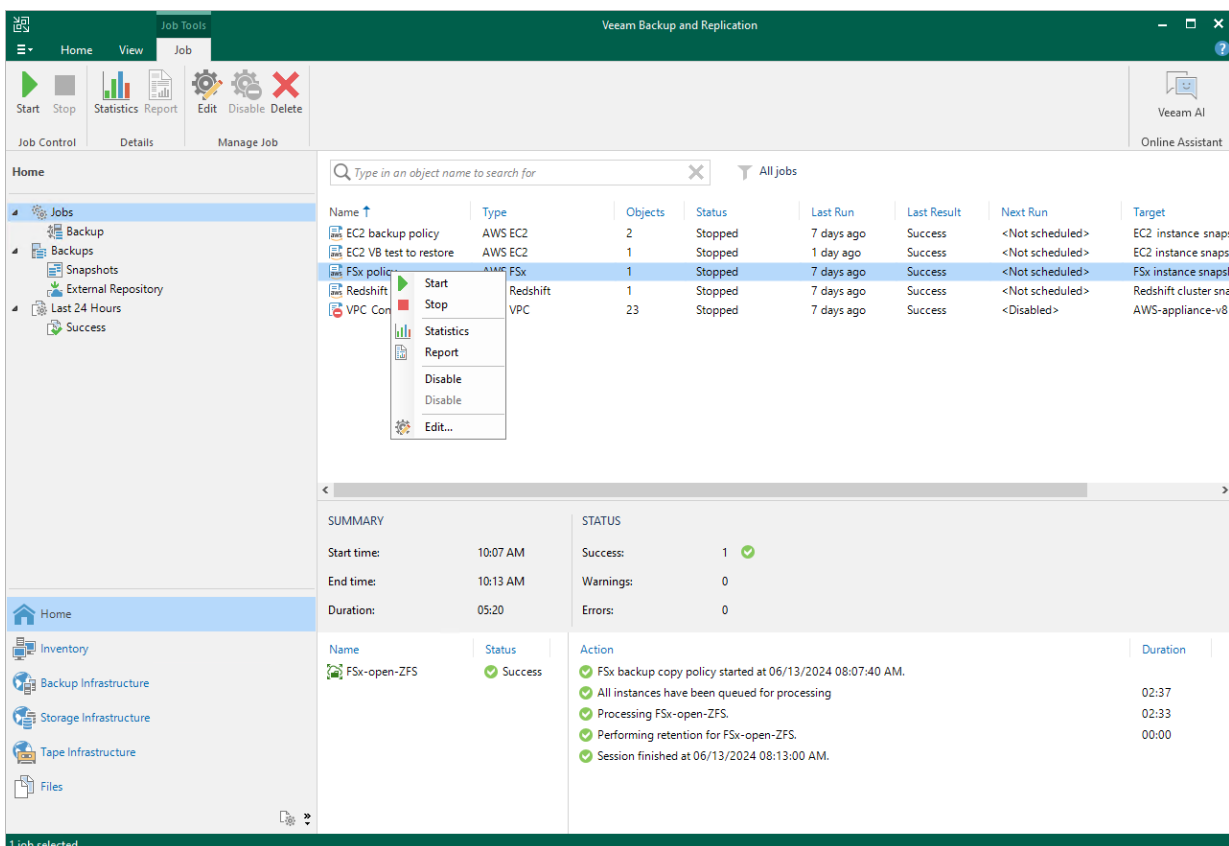 Job Tools
Veeam Backup and Replication
Home View Job
Start Stop Statistics Report Edit Disable Delete
Veeam AI
Job Control Details Manage Job
Online Assistant
Home
Type in an object name to search for
All jobs
Jobs
Backup
Backups
Snapshots
External Repository
Last 24 Hours
Success
Name Type Objects Status Last Run Last Result Next Run Target
EC2 backup policy AWS EC2 2 Stopped 7 days ago Success <Not scheduled> EC2 instance snaps
EC2 VB test to restore AWS EC2 1 Stopped 1 day ago Success <Not scheduled> EC2 instance snaps
FSx policy AWS FSx 1 Stopped 7 days ago Success <Not scheduled> FSx instance snaps
Redshift Redshift 1 Stopped 7 days ago Success <Not scheduled> Redshift cluster sna
VPC Con VPC 23 Stopped 7 days ago Success <Disabled> AWS-appliance-v8
Start
Stop
Statistics
Report
Disable
Disable
Edit...
SUMMARY
Start time: 10:07 AM
End time: 10:13 AM
Duration: 05:20
STATUS
Success: 1
Warnings: 0
Errors: 0
Home
Inventory
Backup Infrastructure
Storage Infrastructure
Tape Infrastructure
Files
Name Status
FSx-open-ZFS Success
Action Duration
FSx backup copy policy started at 06/13/2024 08:07:40 AM.
All instances have been queued for processing 02:37
Processing FSx-open-ZFS. 02:33
Performing retention for FSx-open-ZFS. 00:00
Session finished at 06/13/2024 08:13:00 AM.
1 job selected